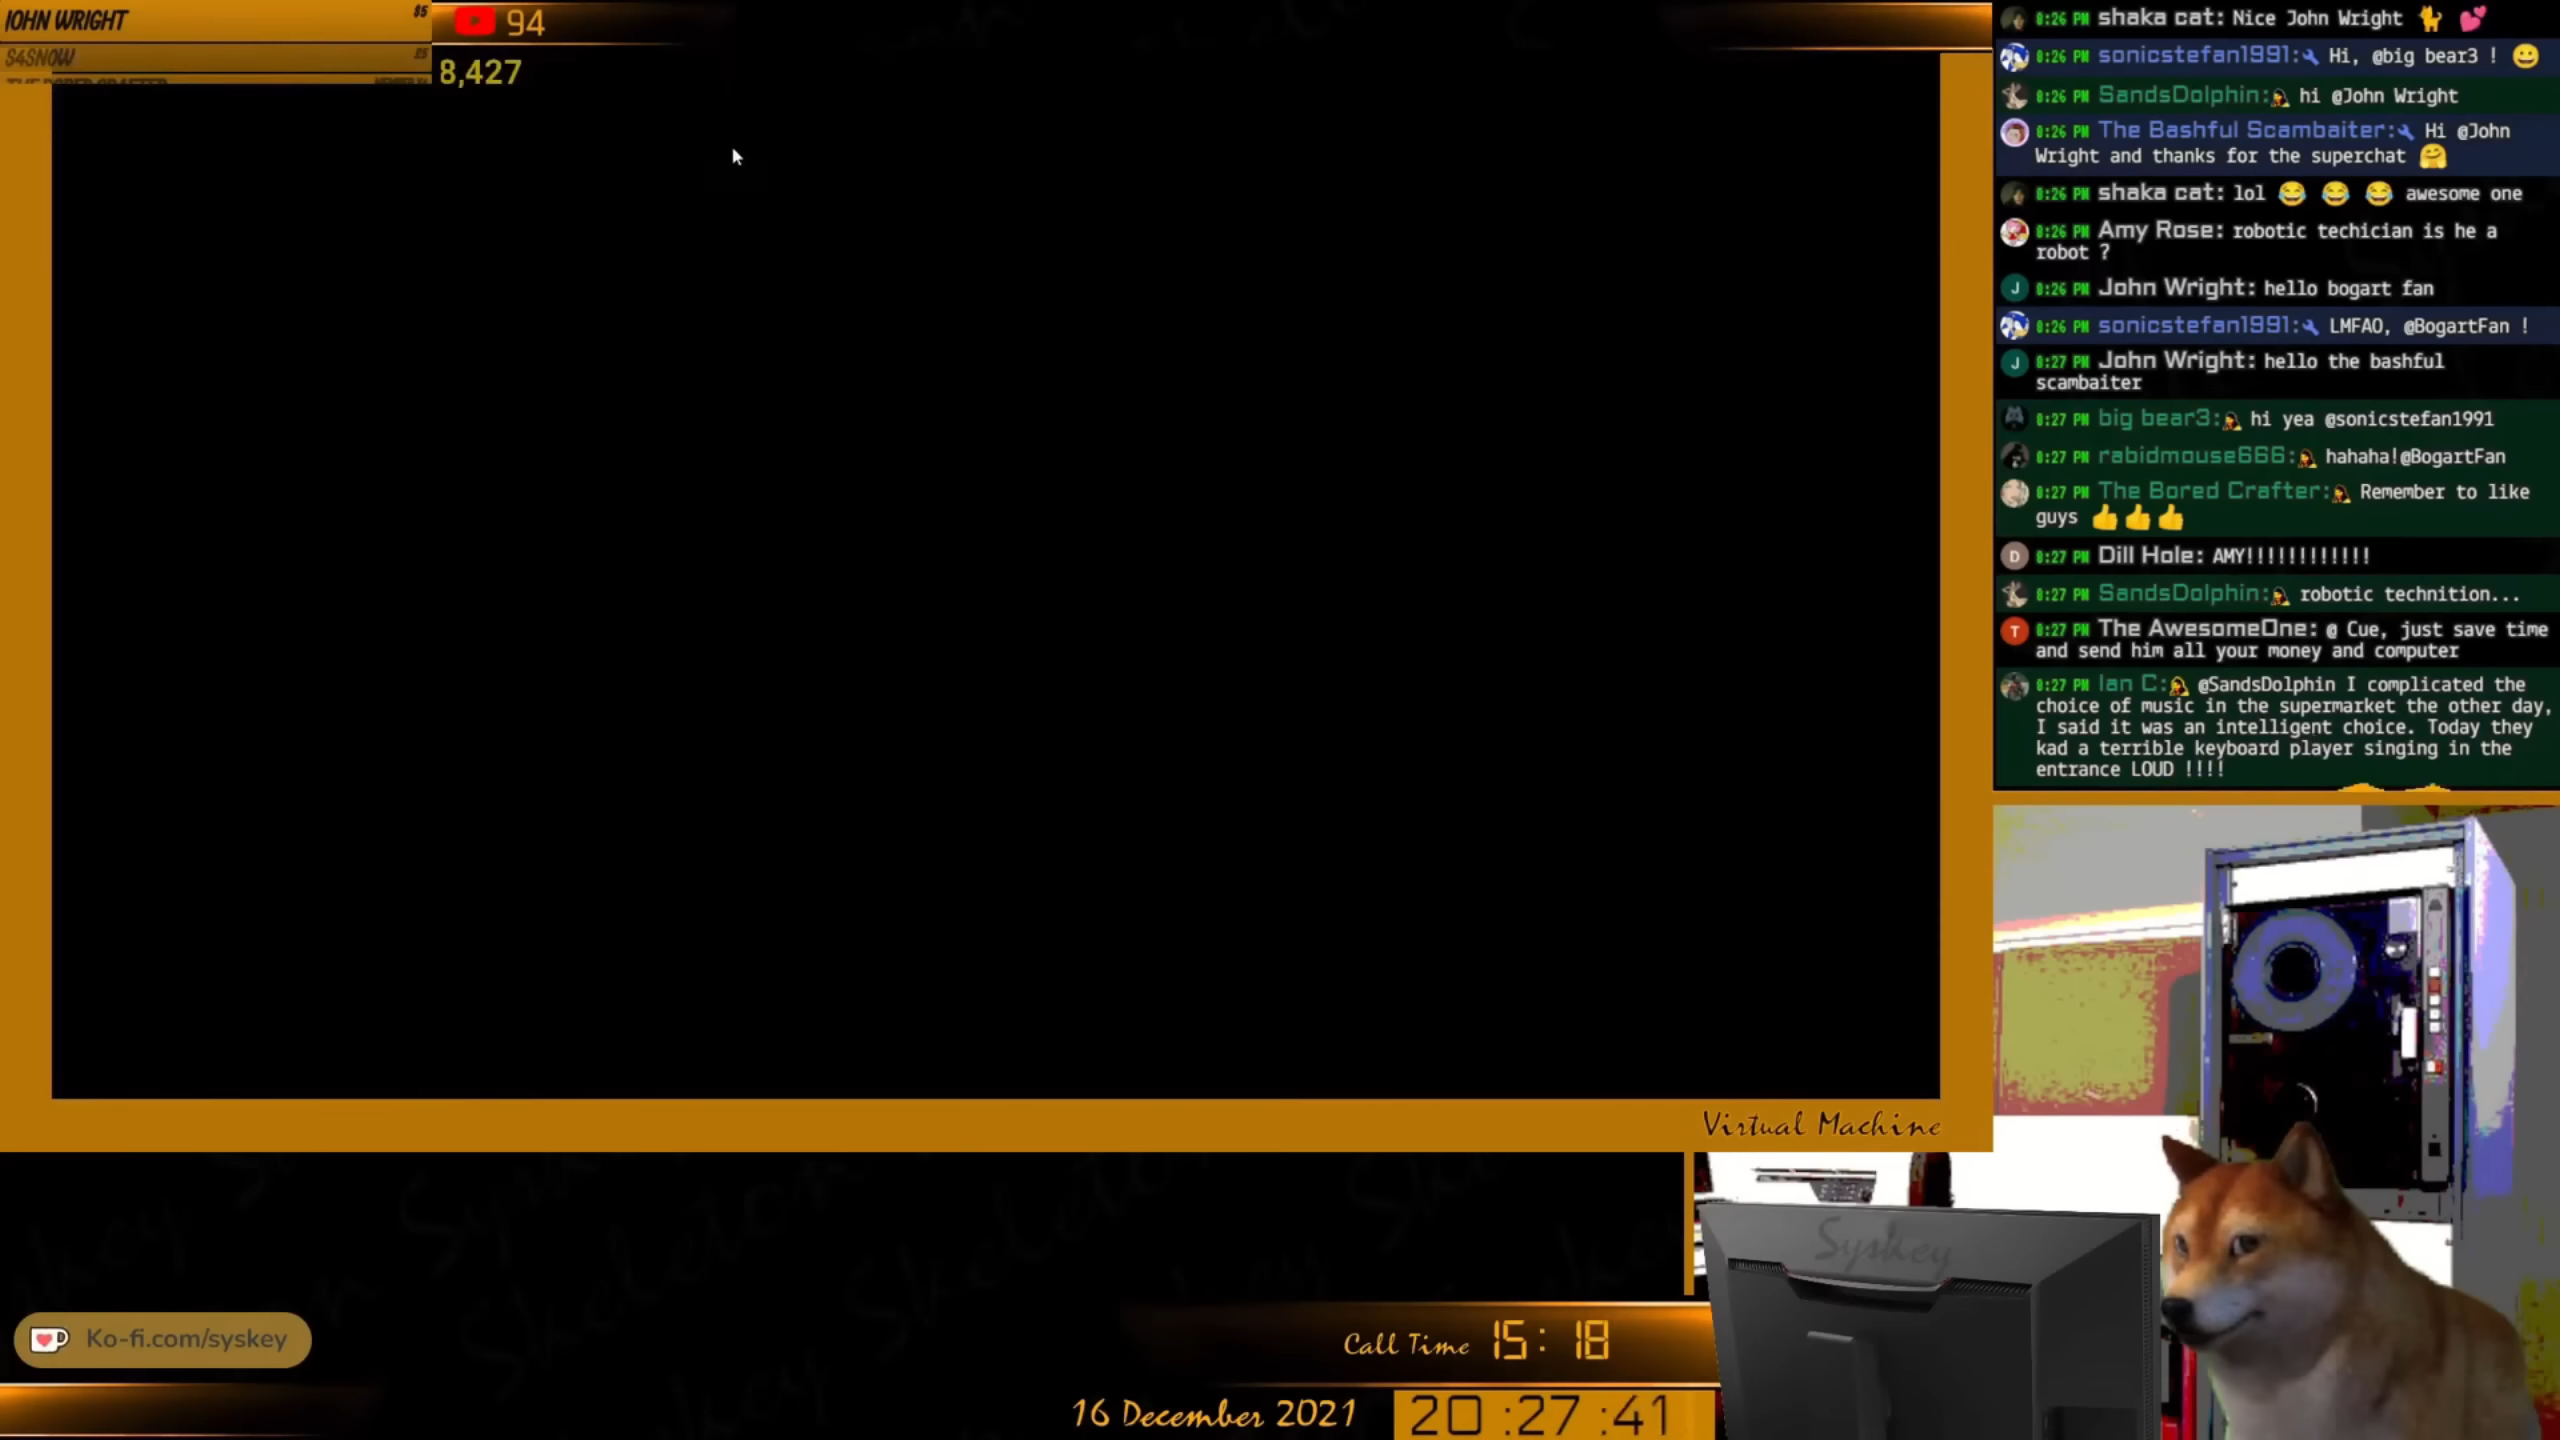 JOHN WRIGHT $5
S4SNOW £5
94
8,427
8:26 PM shaka cat: Nice John Wright 🐈 💕
8:26 PM sonicstefan1991: Hi, @big bear3 ! 😀
8:26 PM SandsDolphin: hi @John Wright
8:26 PM The Bashful Scambaiter: Hi @John
Wright and thanks for the superchat 🤗
8:26 PM shaka cat: lol 😂 😂 😂 awesome one
8:26 PM Amy Rose: robotic techician is he a
robot ?
J 8:26 PM John Wright: hello bogart fan
8:26 PM sonicstefan1991: LMFAO, @BogartFan !
J 8:27 PM John Wright: hello the bashful
scambaiter
8:27 PM big bear3: hi yea @sonicstefan1991
8:27 PM rabidmouse666: hahaha!@BogartFan
8:27 PM The Bored Crafter: Remember to like
guys 👍👍👍
D 8:27 PM Dill Hole: AMY!!!!!!!!!!!!
8:27 PM SandsDolphin: robotic technition...
T 8:27 PM The AwesomeOne: @ Cue, just save time
and send him all your money and computer
8:27 PM Ian C: @SandsDolphin I complicated the
choice of music in the supermarket the other day,
I said it was an intelligent choice. Today they
kad a terrible keyboard player singing in the
entrance LOUD !!!!
Virtual Machine
Syskey
Ko-fi.com/syskey
Call Time 15: 18
16 December 2021 20 :27 :41